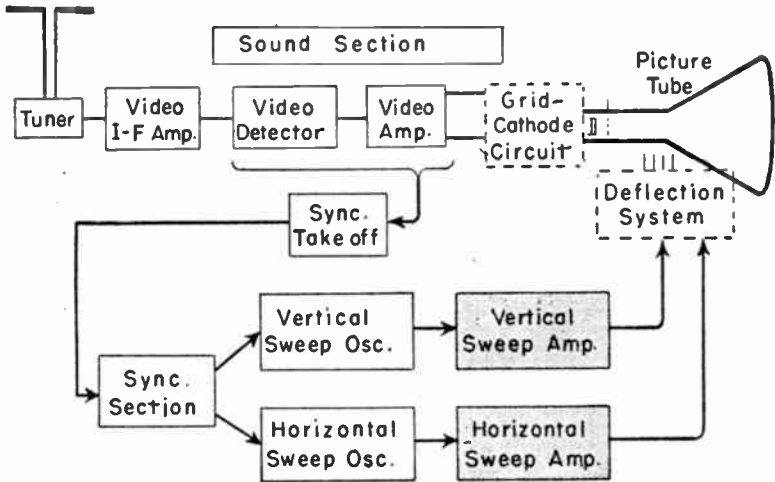 Sound Section
Picture
Tube
Tuner
Video
I-F Amp.
Video
Detector
Video
Amp.
Grid-
Cathode
Circuit
Deflection
System
Sync.
Take off
Vertical
Sweep Osc.
Vertical
Sweep Amp.
Sync.
Section
Horizontal
Sweep Osc.
Horizontal
Sweep Amp.